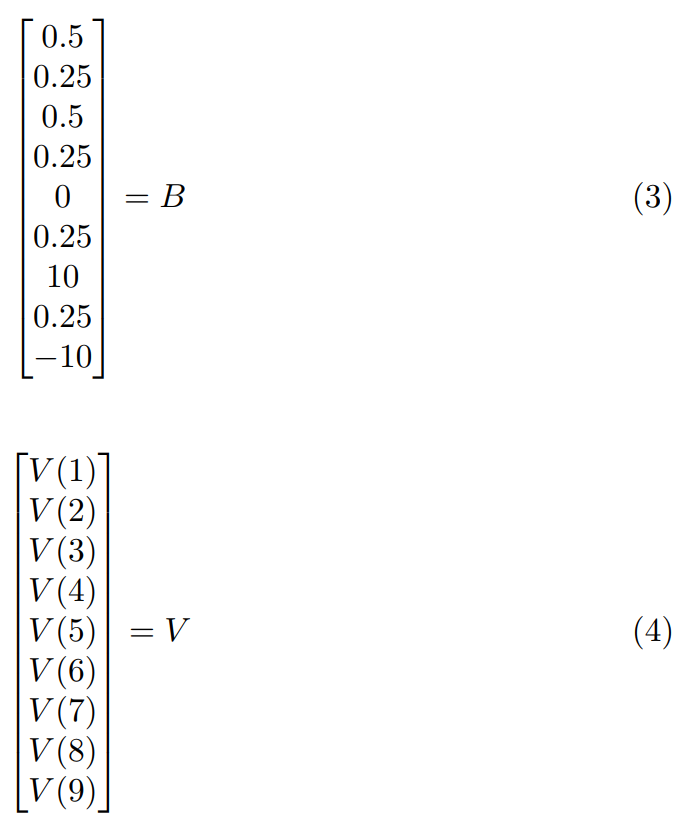 0.5
0.25
0.5
0.25
0 = B (3)
0.25
10
0.25
−10
V(1)
V(2)
V(3)
V(4)
V(5) = V (4)
V(6)
V(7)
V(8)
V(9)